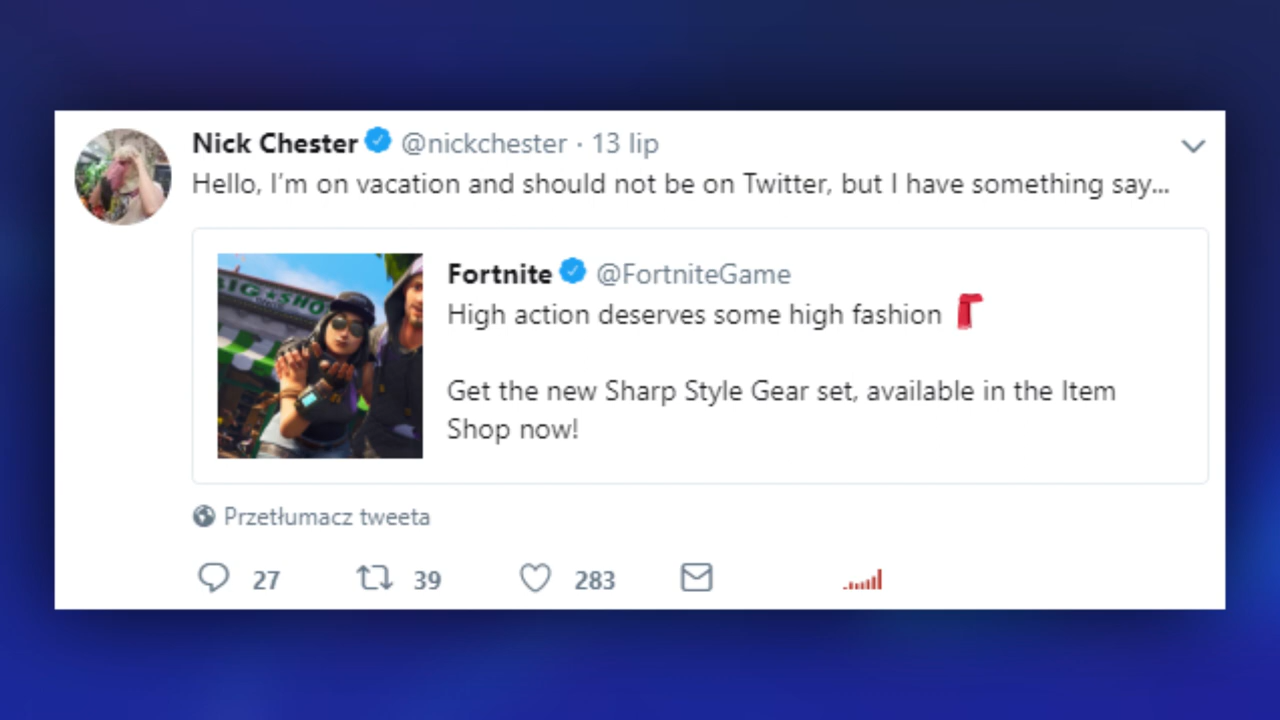 Nick Chester @nickchester · 13 lip
Hello, I'm on vacation and should not be on Twitter, but I have something say...
BIG ★ SHO
Fortnite @FortniteGame
High action deserves some high fashion
Get the new Sharp Style Gear set, available in the Item
Shop now!
Przetłumacz tweeta
27 39 283